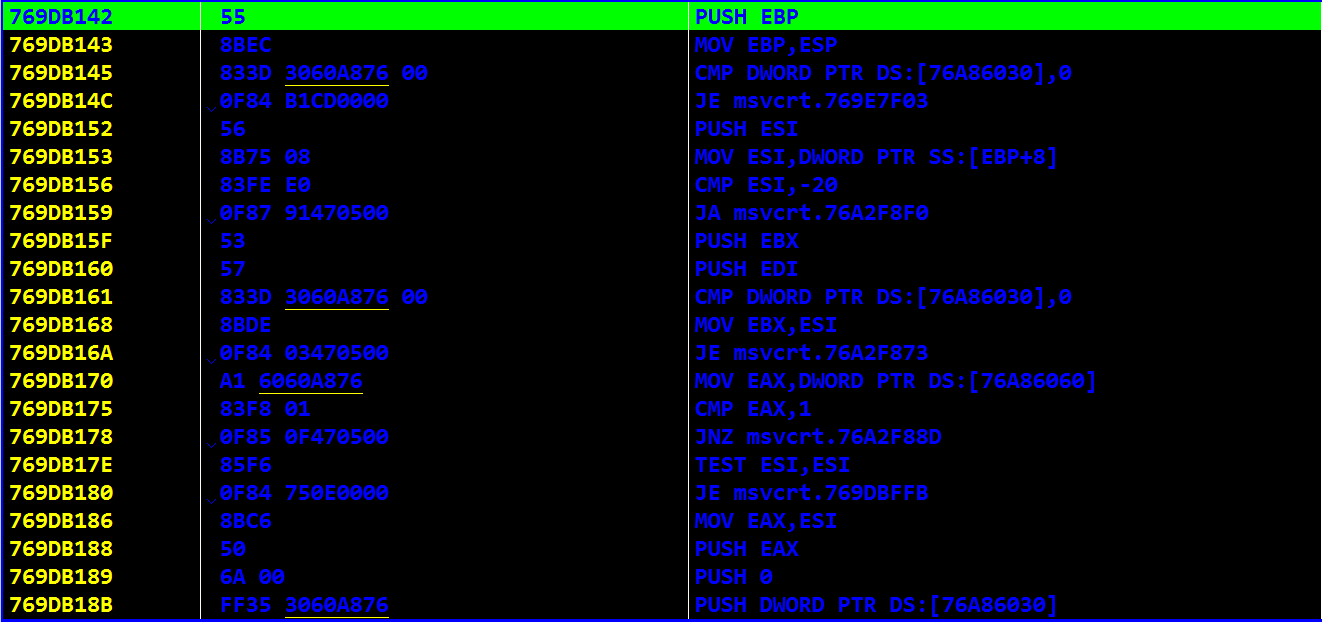 769DB142 55 PUSH EBP
769DB143 8BEC MOV EBP,ESP
769DB145 833D 3060A876 00 CMP DWORD PTR DS:[76A86030],0
769DB14C 0F84 B1CD0000 JE msvcrt.769E7F03
769DB152 56 PUSH ESI
769DB153 8B75 08 MOV ESI,DWORD PTR SS:[EBP+8]
769DB156 83FE E0 CMP ESI,-20
769DB159 0F87 91470500 JA msvcrt.76A2F8F0
769DB15F 53 PUSH EBX
769DB160 57 PUSH EDI
769DB161 833D 3060A876 00 CMP DWORD PTR DS:[76A86030],0
769DB168 8BDE MOV EBX,ESI
769DB16A 0F84 03470500 JE msvcrt.76A2F873
769DB170 A1 6060A876 MOV EAX,DWORD PTR DS:[76A86060]
769DB175 83F8 01 CMP EAX,1
769DB178 0F85 0F470500 JNZ msvcrt.76A2F88D
769DB17E 85F6 TEST ESI,ESI
769DB180 0F84 750E0000 JE msvcrt.769DBFFB
769DB186 8BC6 MOV EAX,ESI
769DB188 50 PUSH EAX
769DB189 6A 00 PUSH 0
769DB18B FF35 3060A876 PUSH DWORD PTR DS:[76A86030]